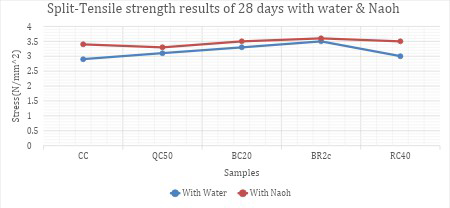 Split-Tensile strength results of 28 days with water & Naoh
Stress(N/mm^2)
4
3.5
3
2.5
2
1.5
1
0.5
0
CC QC50 BC20 BR2c RC40
Samples
With Water With Naoh